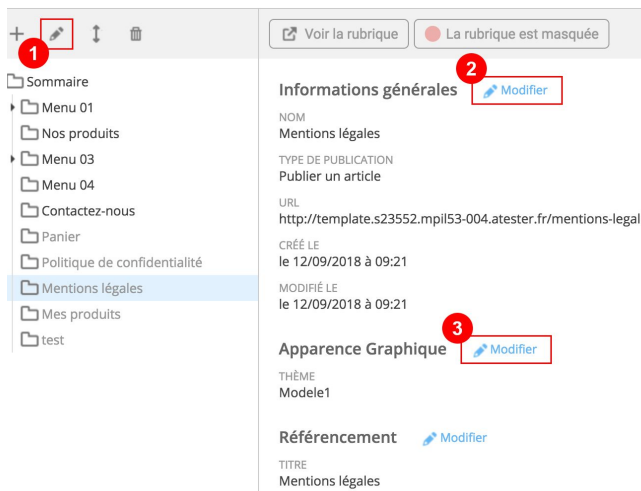 1
Sommaire
Menu 01
Nos produits
Menu 03
Menu 04
Contactez-nous
Panier
Politique de confidentialité
Mentions légales
Mes produits
test
Voir la rubrique
La rubrique est masquée
2
Informations générales Modifier
NOM
Mentions légales
TYPE DE PUBLICATION
Publier un article
URL
http://template.s23552.mpil53-004.atester.fr/mentions-legal
CRÉÉ LE
le 12/09/2018 à 09:21
MODIFIÉ LE
le 12/09/2018 à 09:21
3
Apparence Graphique Modifier
THÈME
Modele1
Référencement Modifier
TITRE
Mentions légales